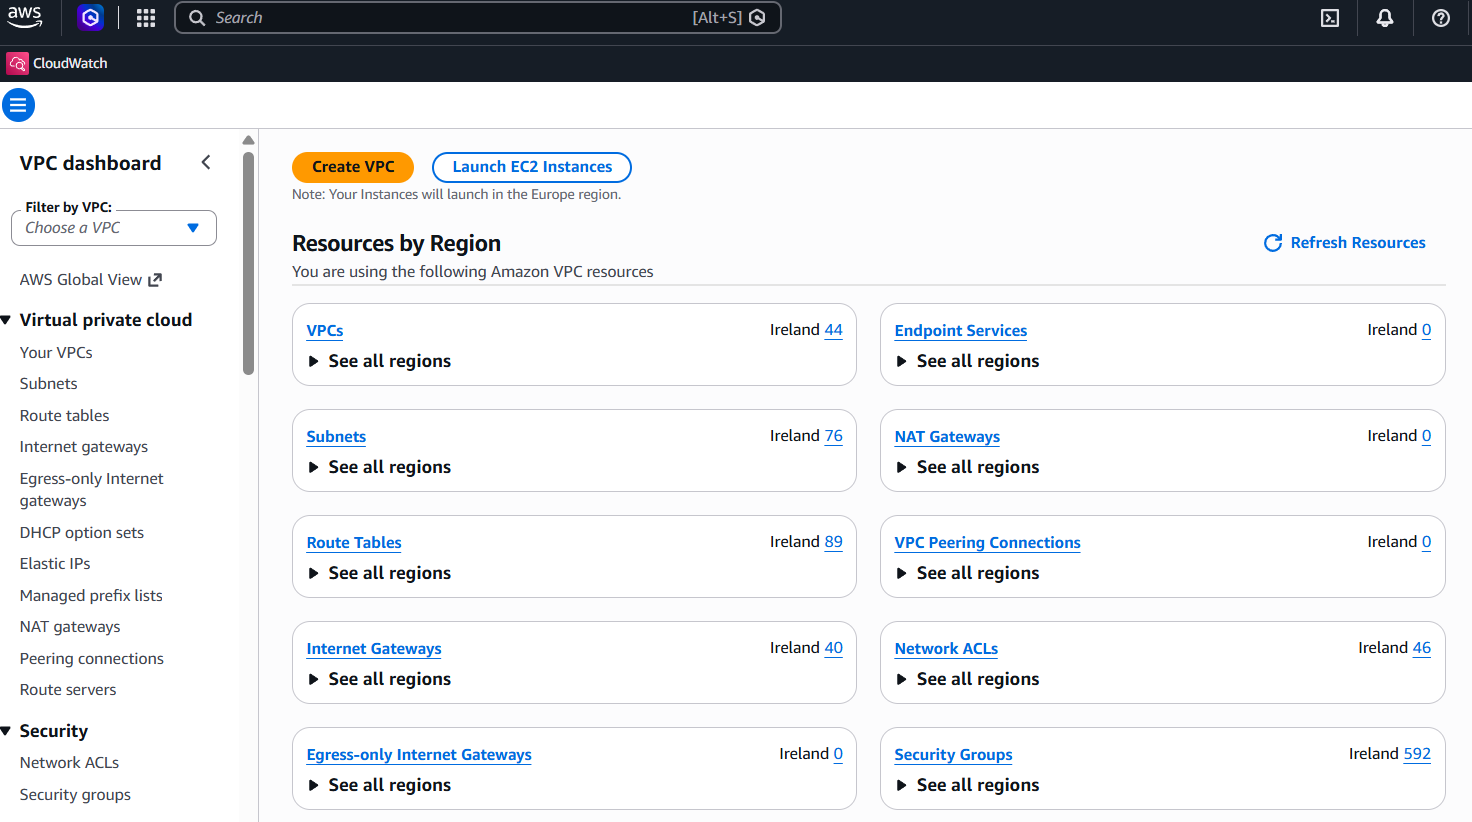 aws
Search [Alt+S]
CloudWatch
VPC dashboard
Filter by VPC:
Choose a VPC
AWS Global View
Virtual private cloud
Your VPCs
Subnets
Route tables
Internet gateways
Egress-only Internet
gateways
DHCP option sets
Elastic IPs
Managed prefix lists
NAT gateways
Peering connections
Route servers
Security
Network ACLs
Security groups
Create VPC Launch EC2 Instances
Note: Your Instances will launch in the Europe region.
Resources by Region Refresh Resources
You are using the following Amazon VPC resources
VPCs Ireland 44
See all regions
Endpoint Services Ireland 0
See all regions
Subnets Ireland 76
See all regions
NAT Gateways Ireland 0
See all regions
Route Tables Ireland 89
See all regions
VPC Peering Connections Ireland 0
See all regions
Internet Gateways Ireland 40
See all regions
Network ACLs Ireland 46
See all regions
Egress-only Internet Gateways Ireland 0
See all regions
Security Groups Ireland 592
See all regions